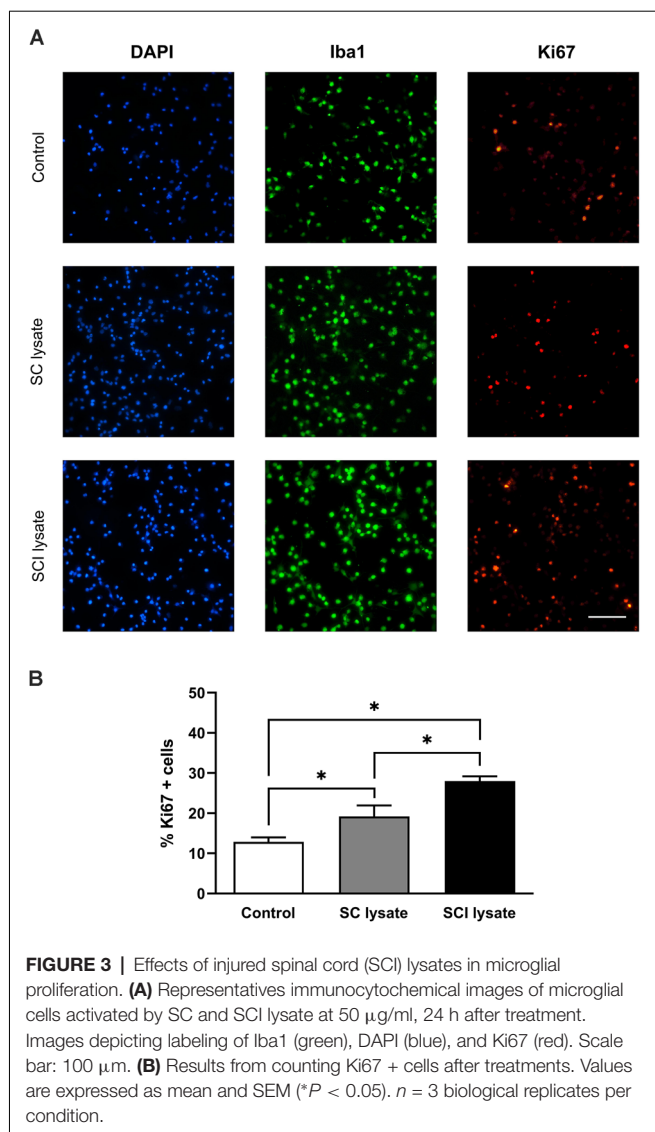 A
DAPI Iba1 Ki67
Control
SC lysate
SCI lysate
B
% Ki67 + cells
50
40
30
20
10
0
*
*
*
Control SC lysate SCI lysate
FIGURE 3 | Effects of injured spinal cord (SCI) lysates in microglial
proliferation. (A) Representatives immunocytochemical images of microglial
cells activated by SC and SCI lysate at 50 μg/ml, 24 h after treatment.
Images depicting labeling of Iba1 (green), DAPI (blue), and Ki67 (red). Scale
bar: 100 μm. (B) Results from counting Ki67 + cells after treatments. Values
are expressed as mean and SEM (*P < 0.05). n = 3 biological replicates per
condition.